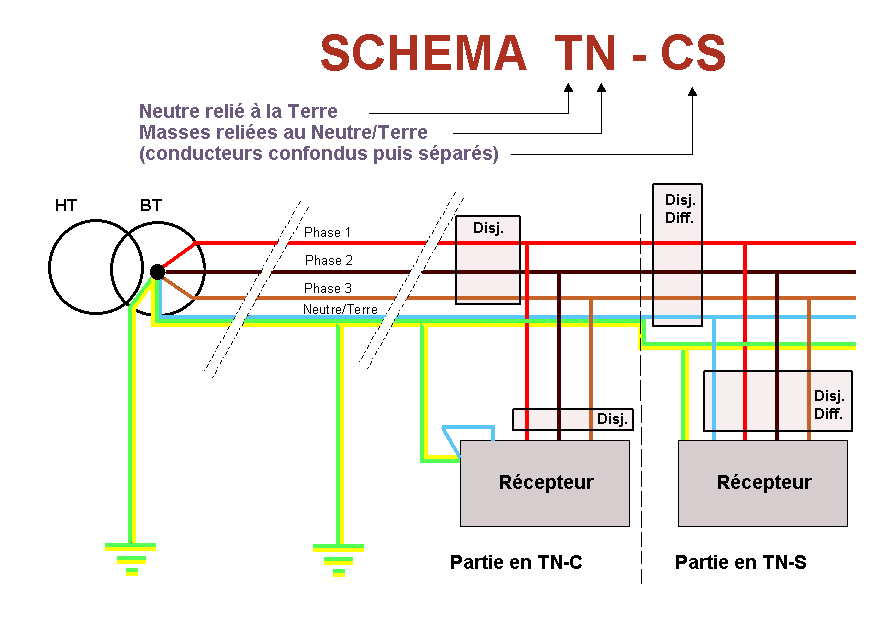 SCHEMA TN - CS
Neutre relié à la Terre
Masses reliées au Neutre/Terre
(conducteurs confondus puis séparés)
HT
BT
Phase 1
Phase 2
Phase 3
Neutre/Terre
Disj.
Disj.
Diff.
Disj.
Disj.
Diff.
Récepteur
Récepteur
Partie en TN-C
Partie en TN-S